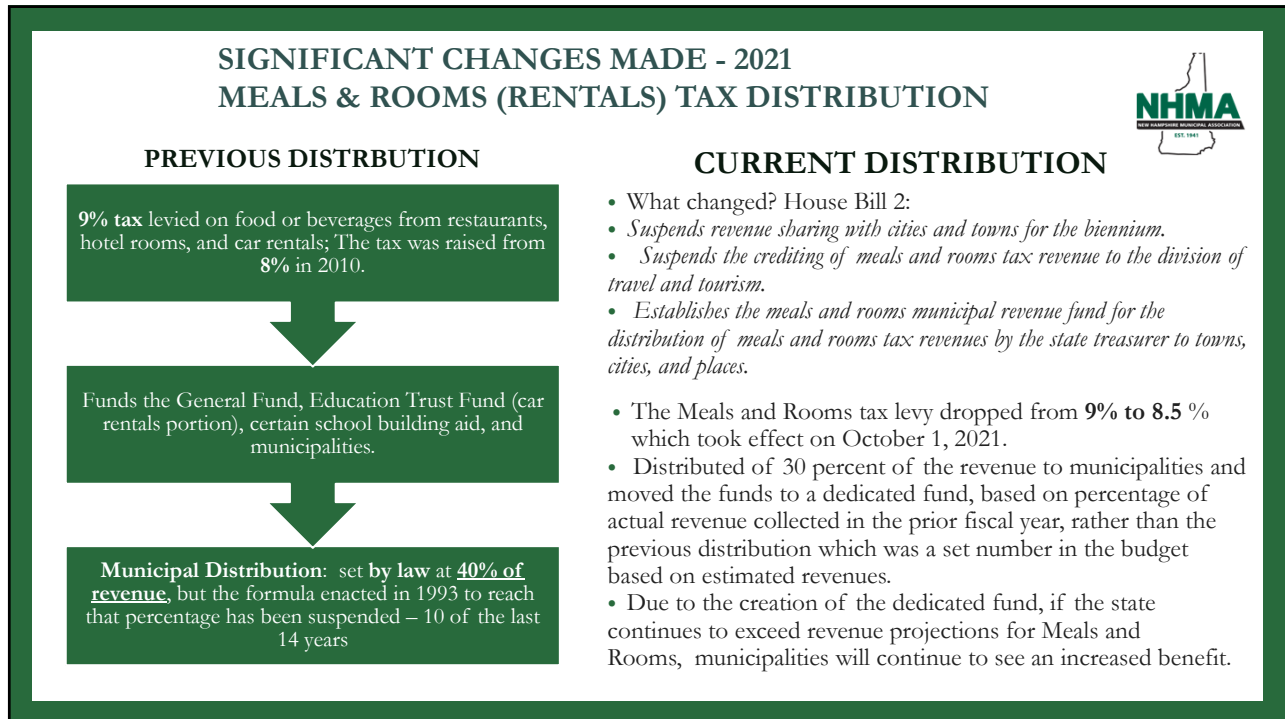 SIGNIFICANT CHANGES MADE - 2021
MEALS & ROOMS (RENTALS) TAX DISTRIBUTION
NHMA
NEW HAMPSHIRE MUNICIPAL ASSOCIATION
EST. 1941
PREVIOUS DISTRBUTION
9% tax levied on food or beverages from restaurants,
hotel rooms, and car rentals; The tax was raised from
8% in 2010.
Funds the General Fund, Education Trust Fund (car
rentals portion), certain school building aid, and
municipalities.
Municipal Distribution: set by law at 40% of
revenue, but the formula enacted in 1993 to reach
that percentage has been suspended – 10 of the last
14 years
CURRENT DISTRIBUTION
• What changed? House Bill 2:
• Suspends revenue sharing with cities and towns for the biennium.
• Suspends the crediting of meals and rooms tax revenue to the division of
travel and tourism.
• Establishes the meals and rooms municipal revenue fund for the
distribution of meals and rooms tax revenues by the state treasurer to towns,
cities, and places.
• The Meals and Rooms tax levy dropped from 9% to 8.5 %
which took effect on October 1, 2021.
• Distributed of 30 percent of the revenue to municipalities and
moved the funds to a dedicated fund, based on percentage of
actual revenue collected in the prior fiscal year, rather than the
previous distribution which was a set number in the budget
based on estimated revenues.
• Due to the creation of the dedicated fund, if the state
continues to exceed revenue projections for Meals and
Rooms, municipalities will continue to see an increased benefit.